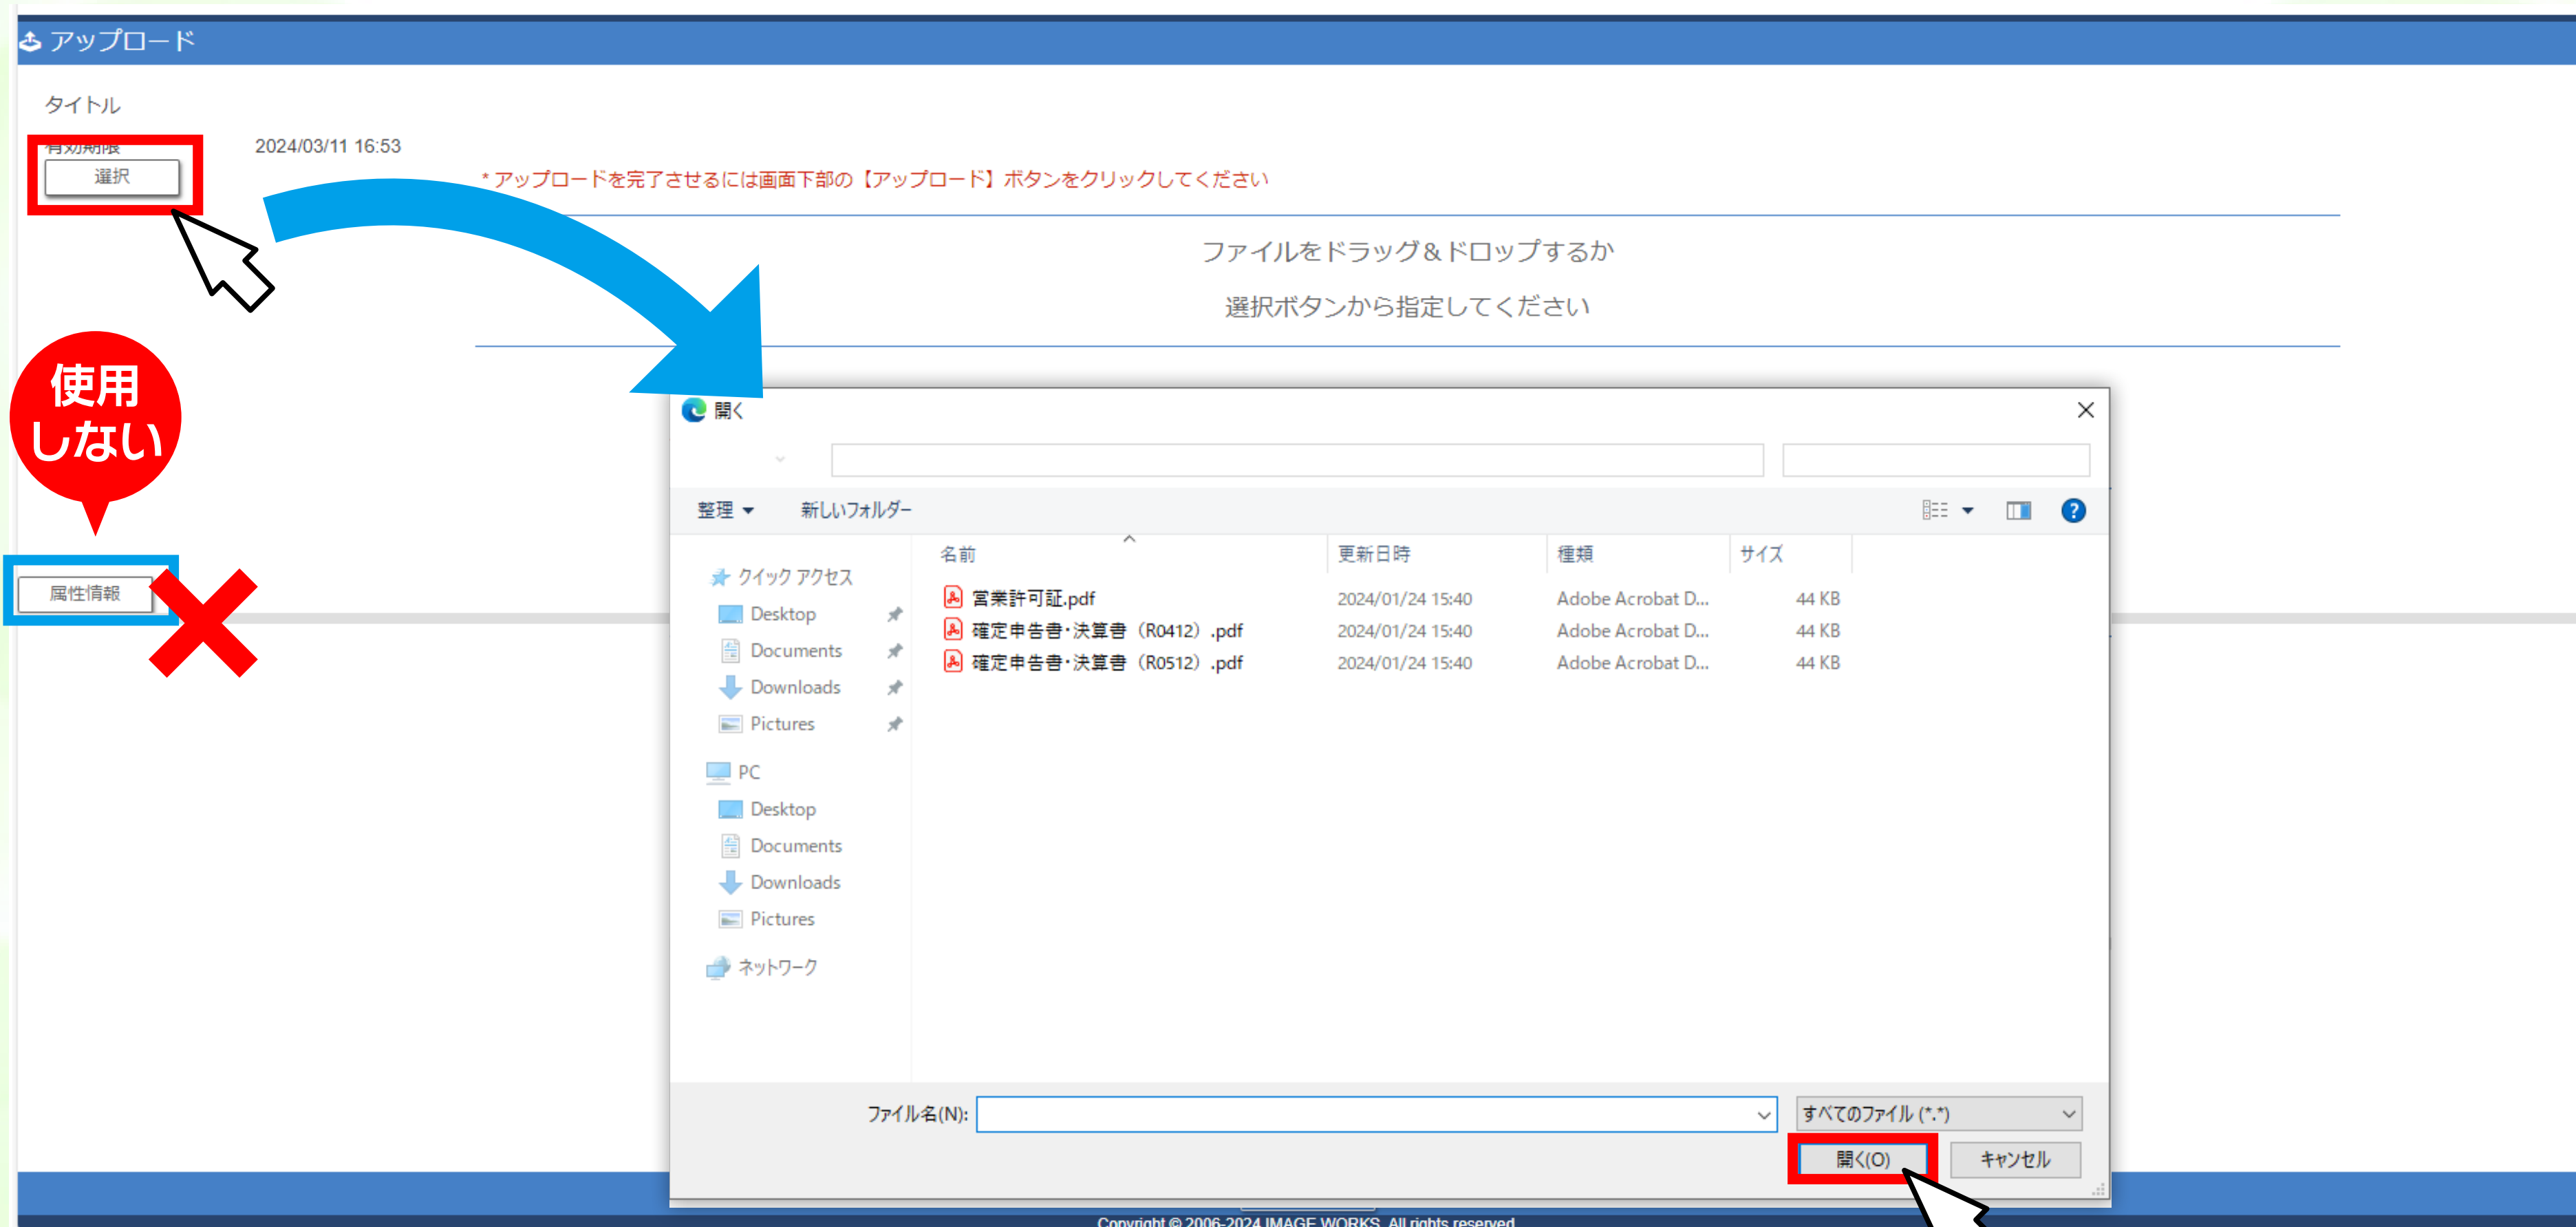 アップロード
タイトル
有効期限 2024/03/11 16:53
選択
* アップロードを完了させるには画面下部の【アップロード】ボタンをクリックしてください
ファイルをドラッグ＆ドロップするか
選択ボタンから指定してください
使用
しない
属性情報
開く
整理 新しいフォルダー
名前 更新日時 種類 サイズ
クイック アクセス
Desktop
Documents
Downloads
Pictures
PC
Desktop
Documents
Downloads
Pictures
ネットワーク
営業許可証.pdf 2024/01/24 15:40 Adobe Acrobat D... 44 KB
確定申告書・決算書（R0412）.pdf 2024/01/24 15:40 Adobe Acrobat D... 44 KB
確定申告書・決算書（R0512）.pdf 2024/01/24 15:40 Adobe Acrobat D... 44 KB
ファイル名(N): すべてのファイル (*.*)
開く(O) キャンセル
Copyright © 2006-2024 IMAGE WORKS. All rights reserved